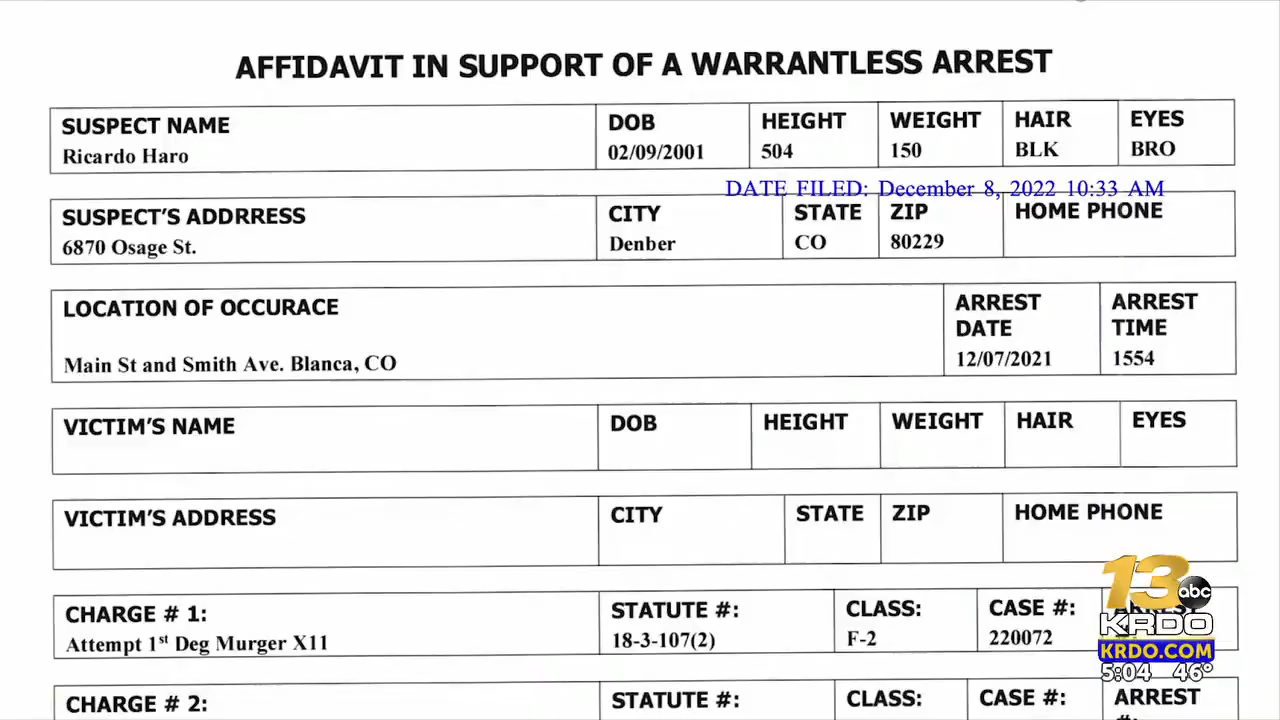 AFFIDAVIT IN SUPPORT OF A WARRANTLESS ARREST
SUSPECT NAME DOB HEIGHT WEIGHT HAIR EYES
Ricardo Haro 02/09/2001 504 150 BLK BRO
DATE FILED: December 8, 2022 10:33 AM
SUSPECT'S ADDRRESS CITY STATE ZIP HOME PHONE
6870 Osage St. Denber CO 80229
LOCATION OF OCCURACE ARREST DATE ARREST TIME
Main St and Smith Ave. Blanca, CO 12/07/2021 1554
VICTIM'S NAME DOB HEIGHT WEIGHT HAIR EYES
VICTIM'S ADDRESS CITY STATE ZIP HOME PHONE
CHARGE # 1: STATUTE #: CLASS: CASE #: ARREST
Attempt 1st Deg Murger X11 18-3-107(2) F-2 220072
CHARGE # 2: STATUTE #: CLASS: CASE #: ARREST
13 abc
KRDO
KRDO.COM
5:04 46°